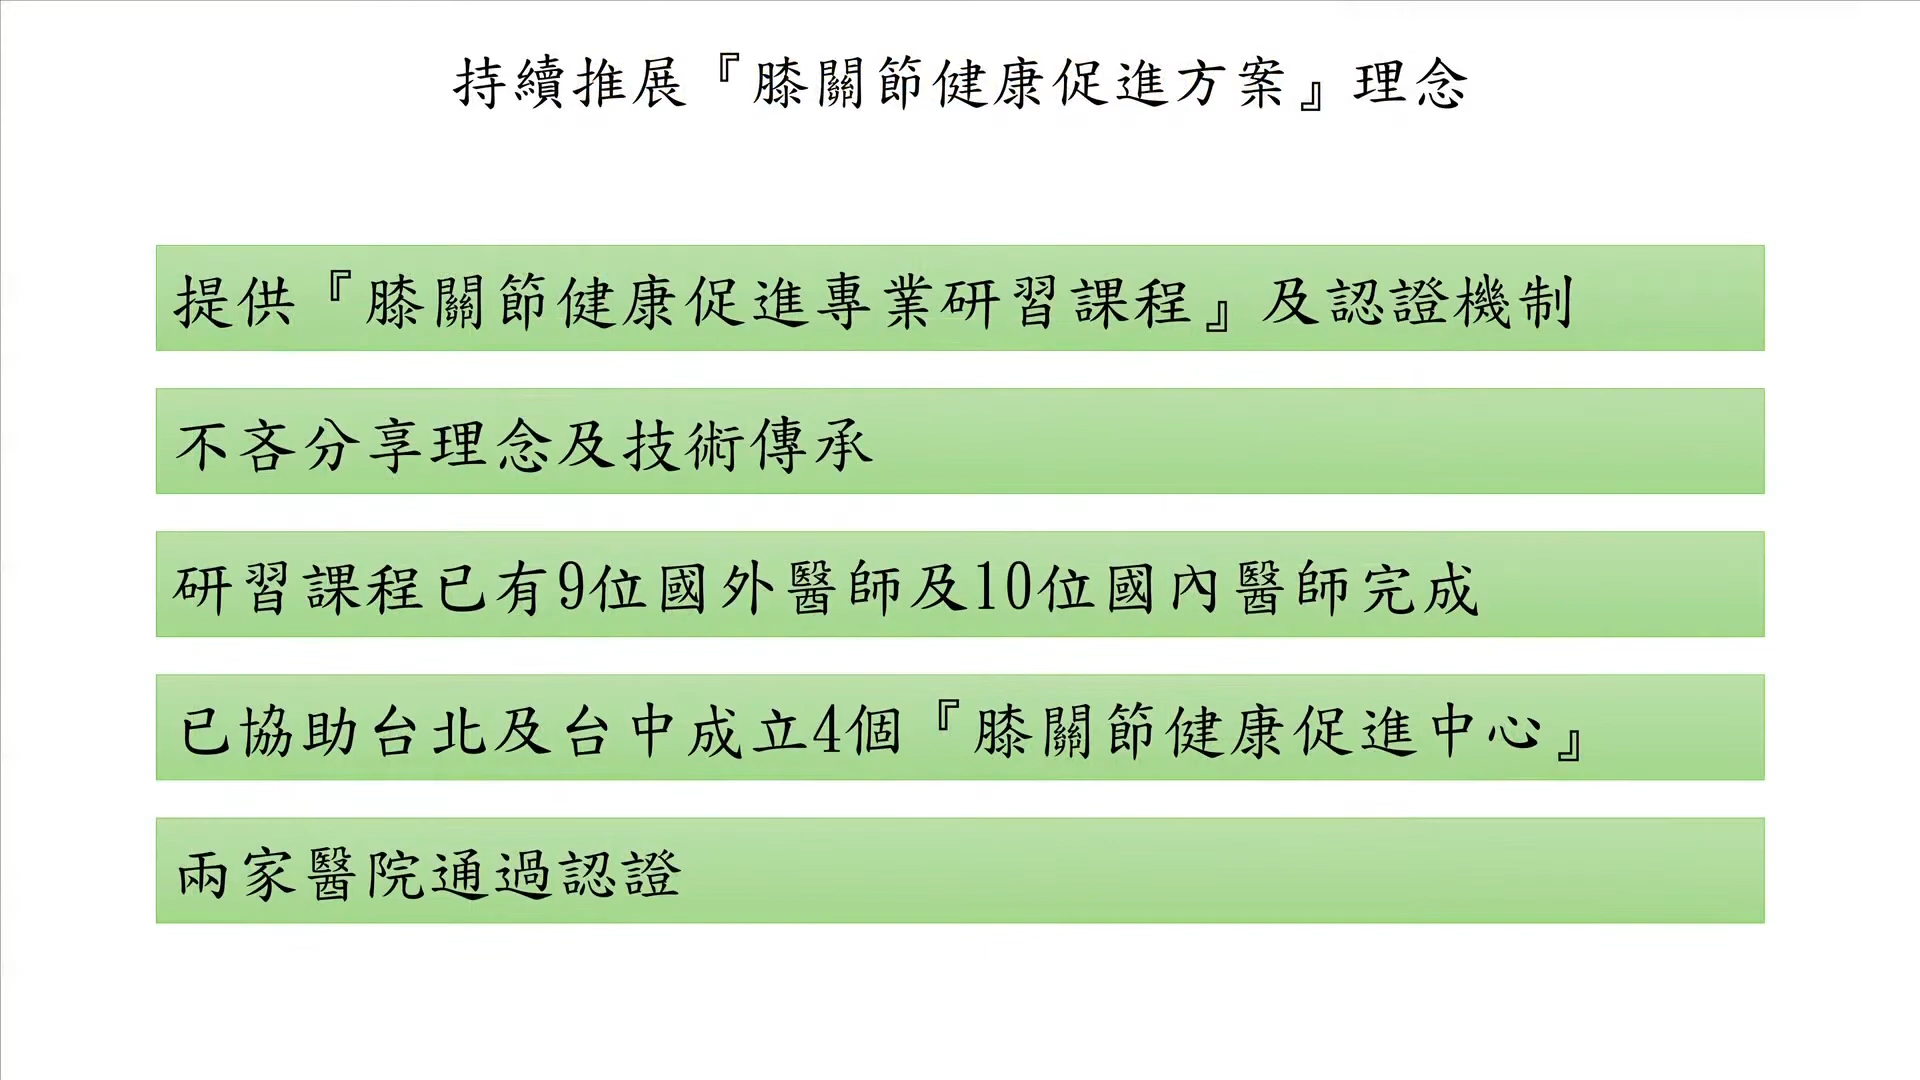 持續推展『膝關節健康促進方案』理念
提供『膝關節健康促進專業研習課程』及認證機制
不吝分享理念及技術傳承
研習課程已有9位國外醫師及10位國內醫師完成
已協助台北及台中成立4個『膝關節健康促進中心』
兩家醫院通過認證